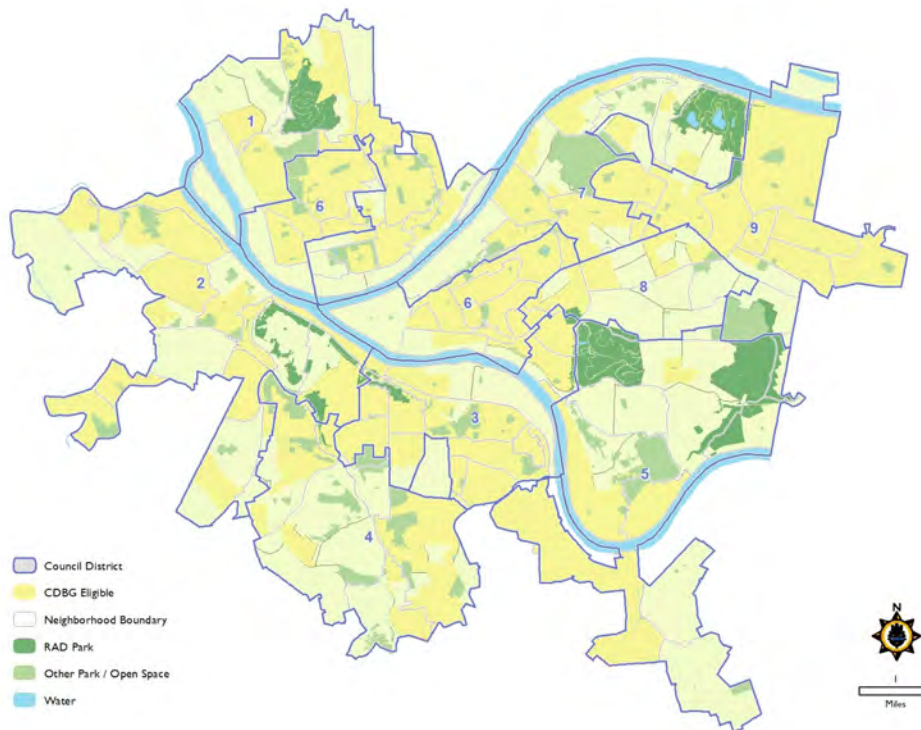 1
6
7
9
2
6
8
3
5
4
Council District
CDBG Eligible
Neighborhood Boundary
RAD Park
Other Park / Open Space
Water
N
1
Miles